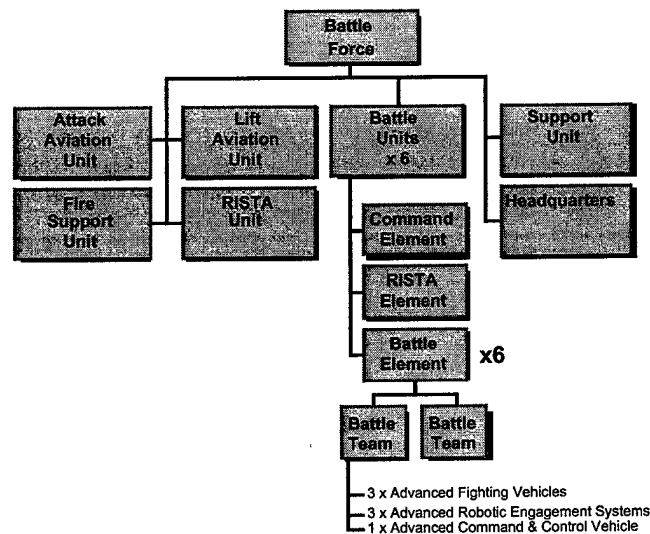 Battle
Force
Attack
Aviation
Unit
Lift
Aviation
Unit
Battle
Units
x 6
Support
Unit
Fire
Support
Unit
RISTA
Unit
Headquarters
Command
Element
RISTA
Element
Battle
Element
x6
Battle
Team
Battle
Team
3 x Advanced Fighting Vehicles
3 x Advanced Robotic Engagement Systems
1 x Advanced Command & Control Vehicle